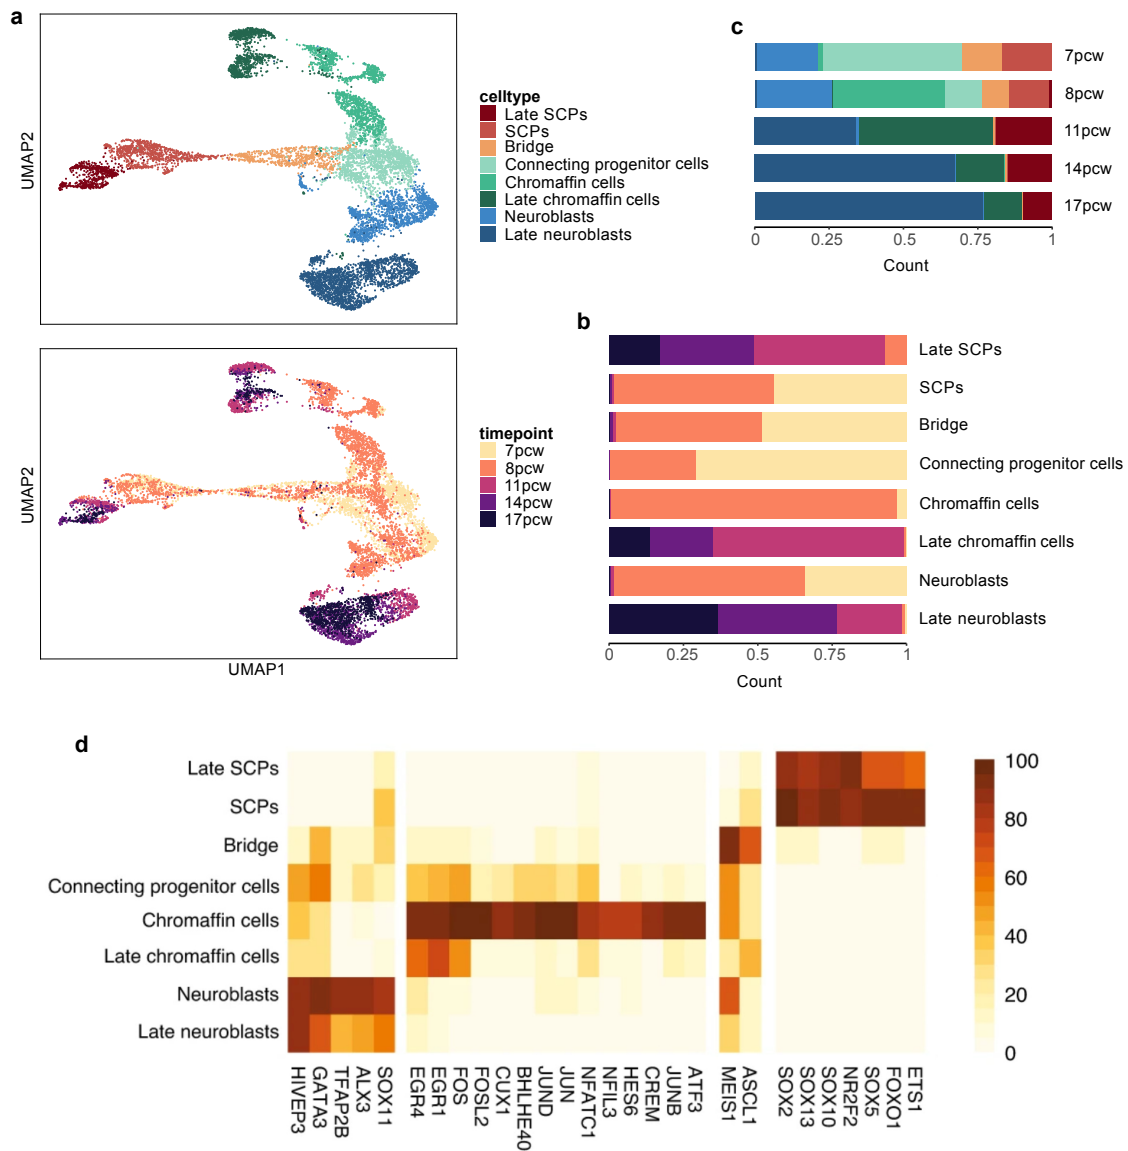 a
UMAP2
celltype
Late SCPs
SCPs
Bridge
Connecting progenitor cells
Chromaffin cells
Late chromaffin cells
Neuroblasts
Late neuroblasts
UMAP2
UMAP1
timepoint
7pcw
8pcw
11pcw
14pcw
17pcw
c
7pcw
8pcw
11pcw
14pcw
17pcw
0 0.25 0.5 0.75 1
Count
b
Late SCPs
SCPs
Bridge
Connecting progenitor cells
Chromaffin cells
Late chromaffin cells
Neuroblasts
Late neuroblasts
0 0.25 0.5 0.75 1
Count
d
Late SCPs
SCPs
Bridge
Connecting progenitor cells
Chromaffin cells
Late chromaffin cells
Neuroblasts
Late neuroblasts
HIVEP3
GATA3
TFAP2B
ALX3
SOX11
EGR4
EGR1
FOS
FOSL2
CUX1
BHLHE40
JUND
JUN
NFATC1
NFIL3
HES6
CREM
JUNB
ATF3
MEIS1
ASCL1
SOX2
SOX13
SOX10
NR2F2
SOX5
FOXO1
ETS1
100
80
60
40
20
0